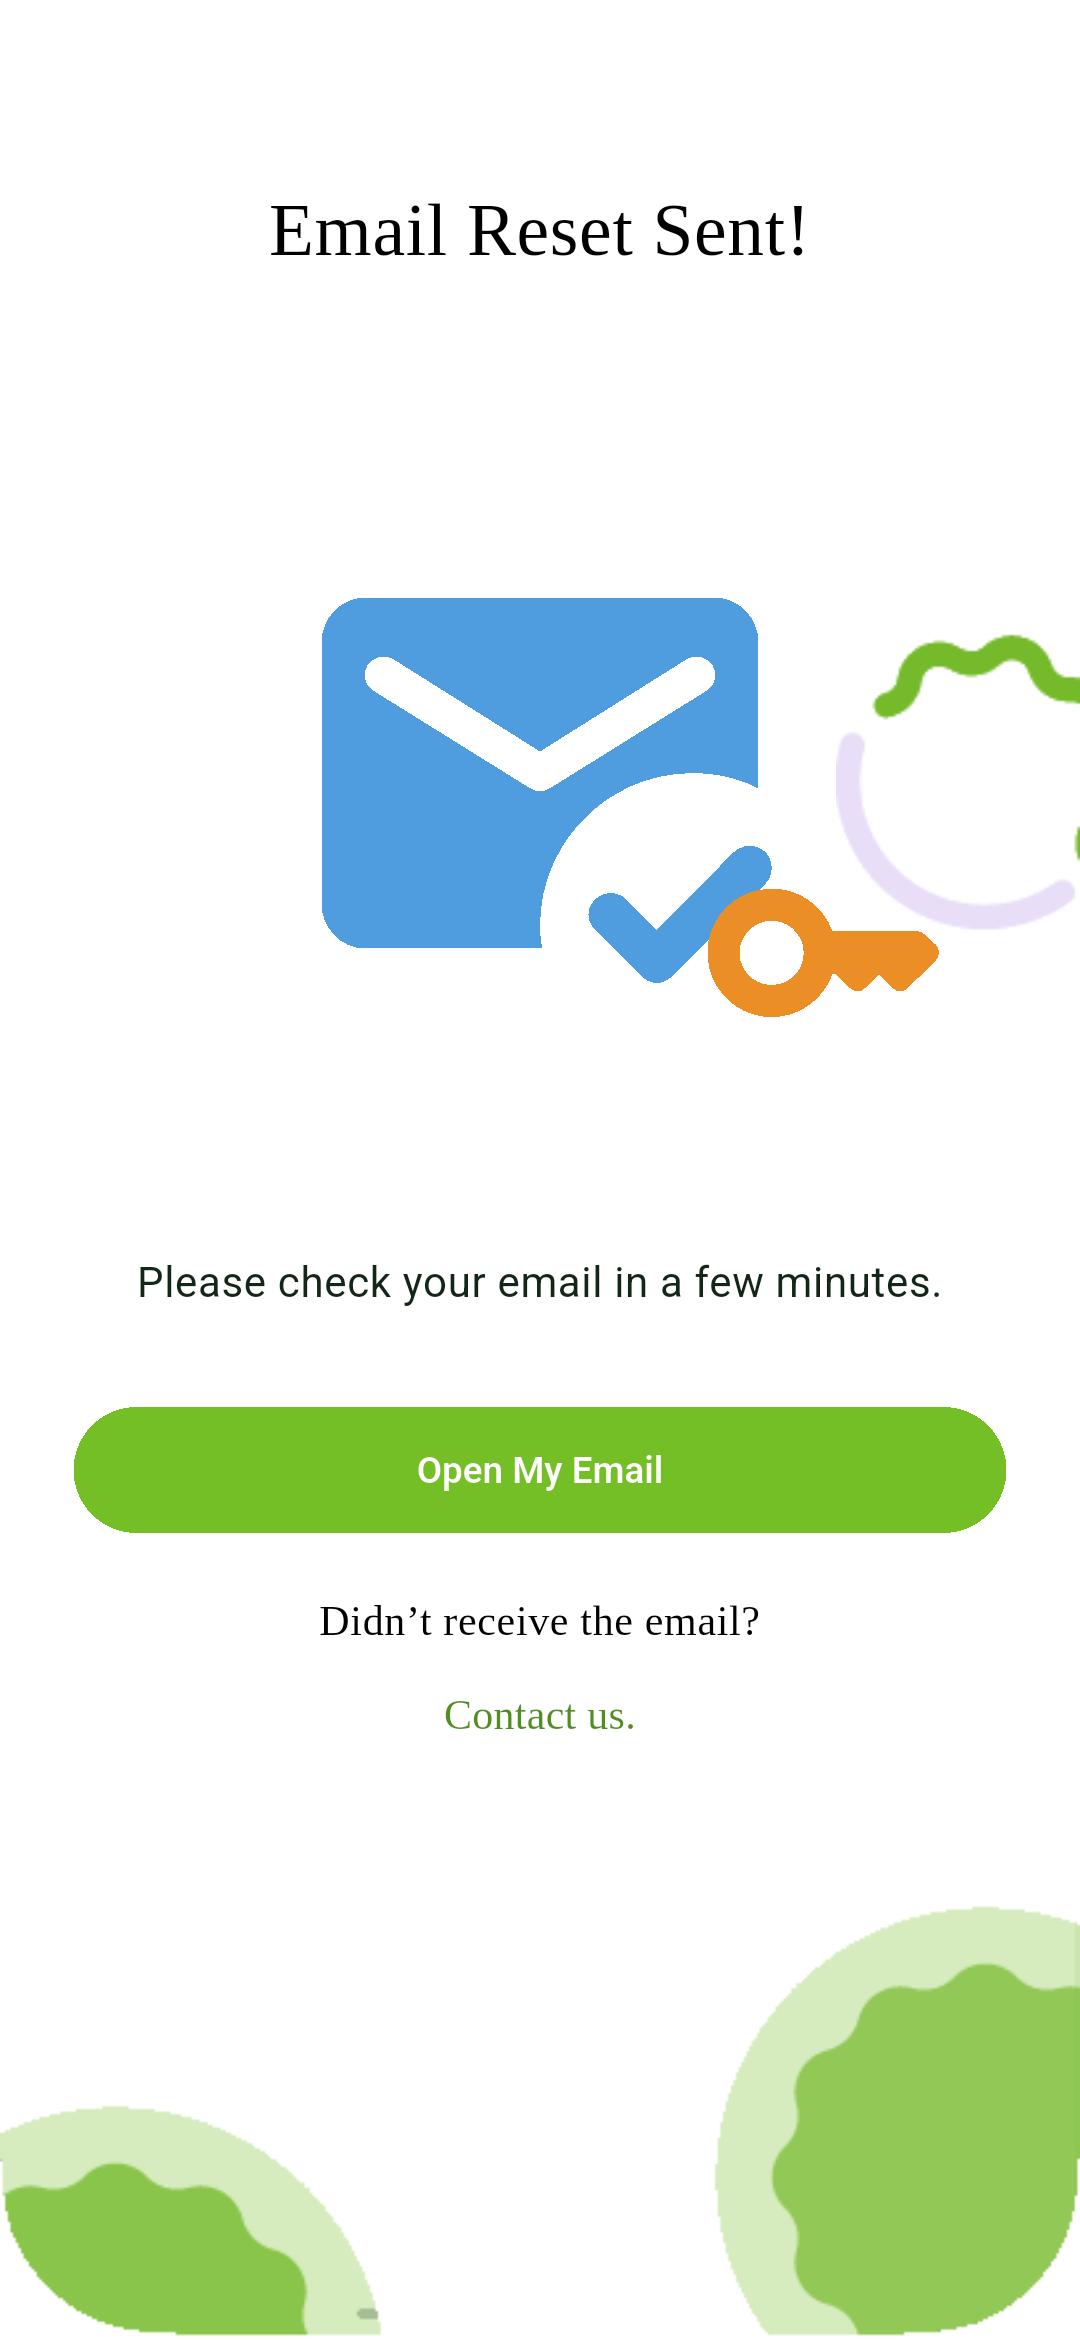 Email Reset Sent!
Please check your email in a few minutes.
Open My Email
Didn’t receive the email?
Contact us.